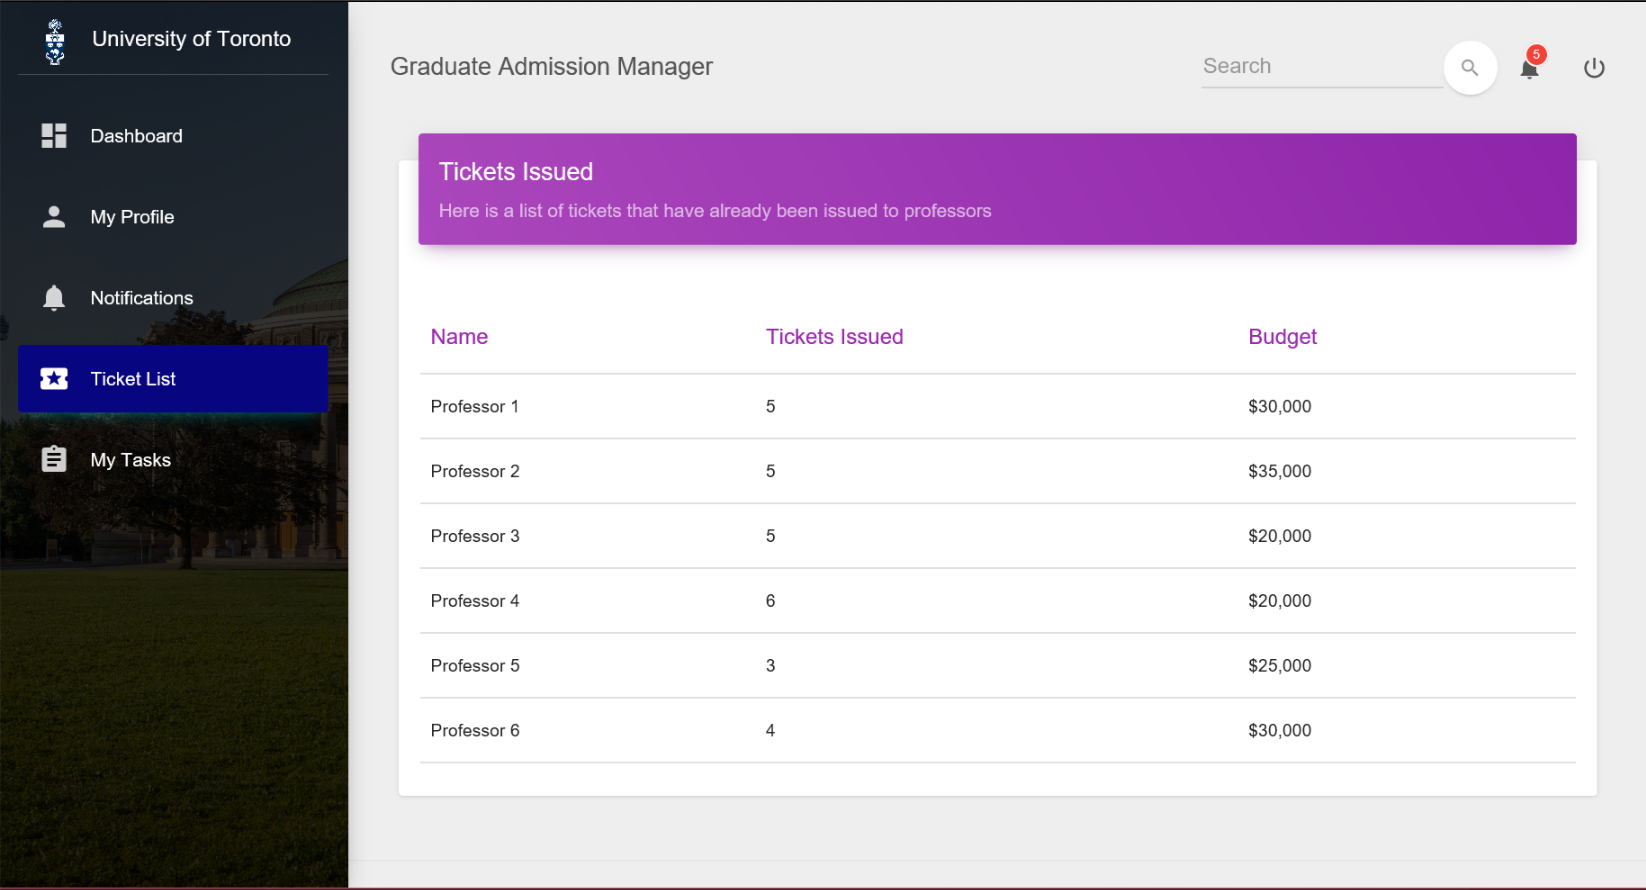 University of Toronto
Dashboard
My Profile
Notifications
Ticket List
My Tasks
Graduate Admission Manager
Search
5
Tickets Issued
Here is a list of tickets that have already been issued to professors
Name Tickets Issued Budget
Professor 1 5 $30,000
Professor 2 5 $35,000
Professor 3 5 $20,000
Professor 4 6 $20,000
Professor 5 3 $25,000
Professor 6 4 $30,000